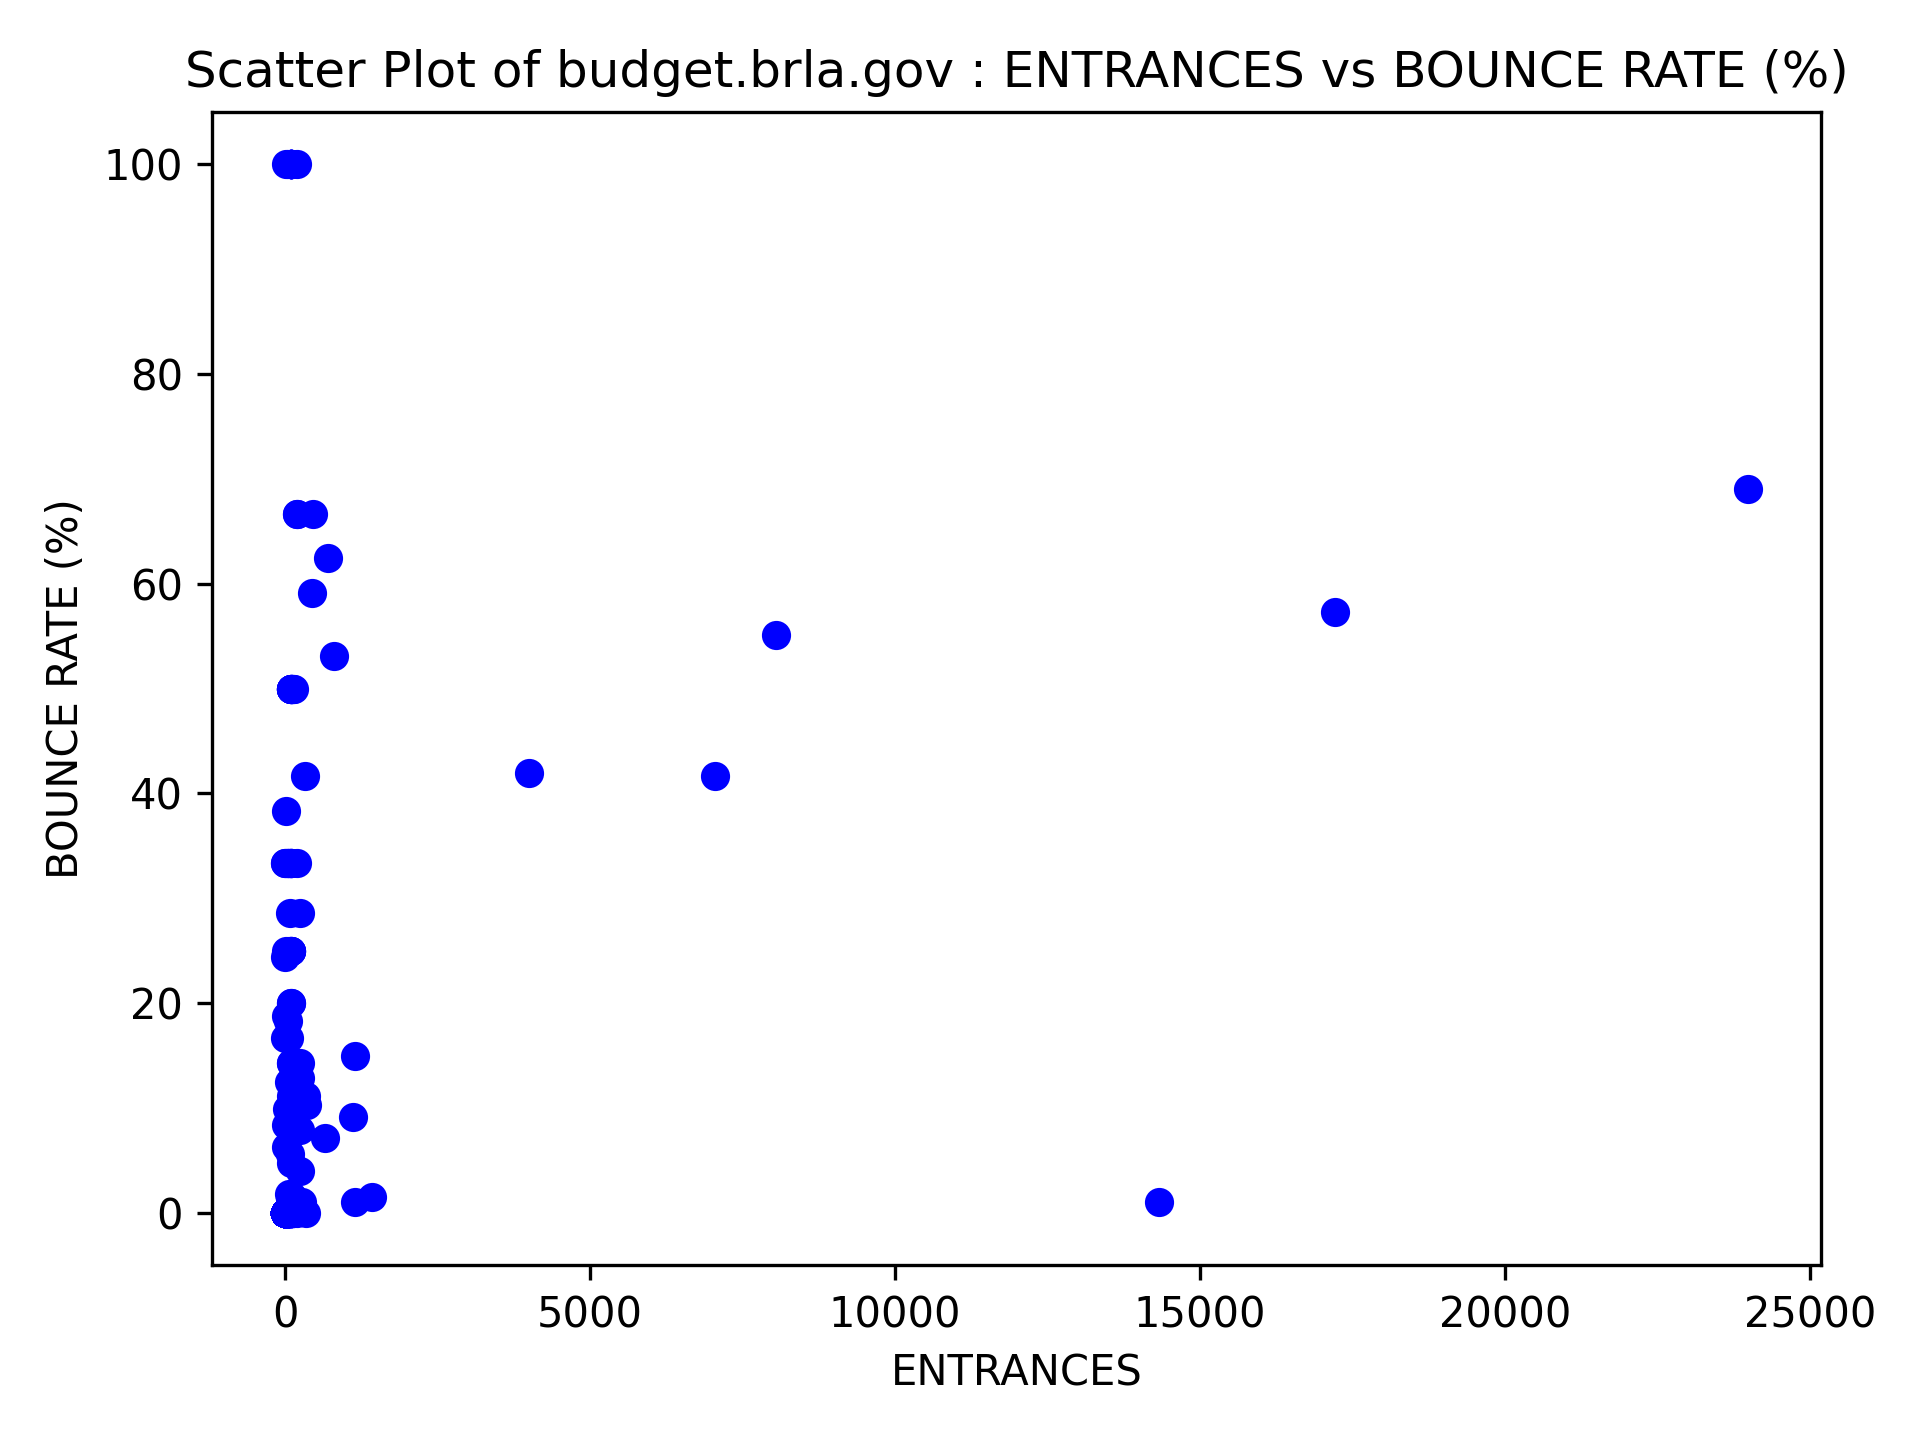 Scatter Plot of budget.brla.gov : ENTRANCES vs BOUNCE RATE (%)
100
80
60
40
20
0
BOUNCE RATE (%)
0 5000 10000 15000 20000 25000
ENTRANCES